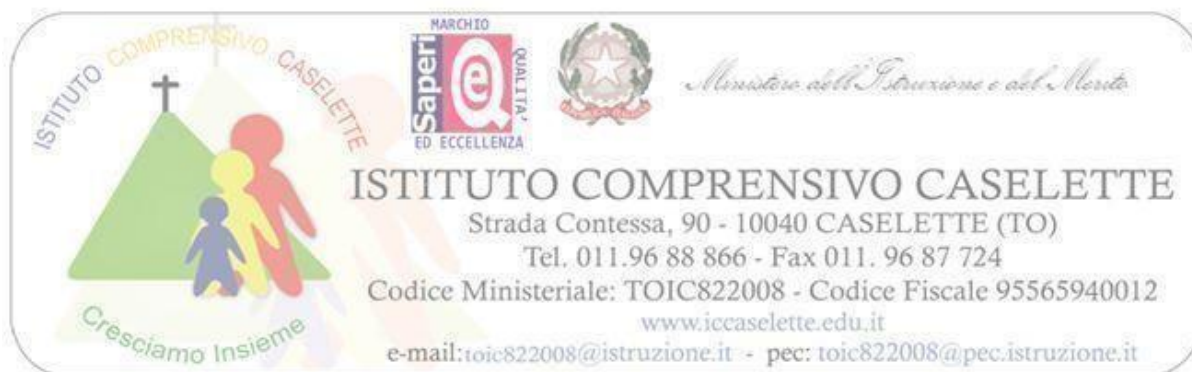 ISTITUTO COMPRENSIVO CASELETTE
Cresciamo Insieme
MARCHIO
Saperi
QUALITA'
ED ECCELLENZA
Ministero dell'Istruzione e del Merito
ISTITUTO COMPRENSIVO CASELETTE
Strada Contessa, 90 - 10040 CASELETTE (TO)
Tel. 011.96 88 866 - Fax 011. 96 87 724
Codice Ministeriale: TOIC822008 - Codice Fiscale 95565940012
www.iccaselette.edu.it
e-mail:toic822008@istruzione.it - pec: toic822008@pec.istruzione.it